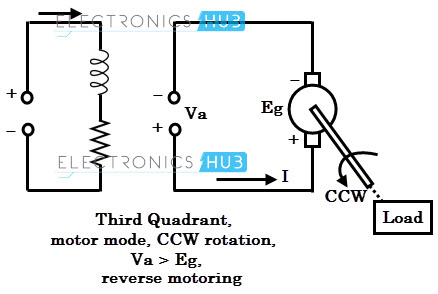 ELECTRONICS HUB
+
−
−
Va
+
−
Eg
+
ELECTRONICS HUB
I
CCW
Load
Third Quadrant,
motor mode, CCW rotation,
Va > Eg,
reverse motoring